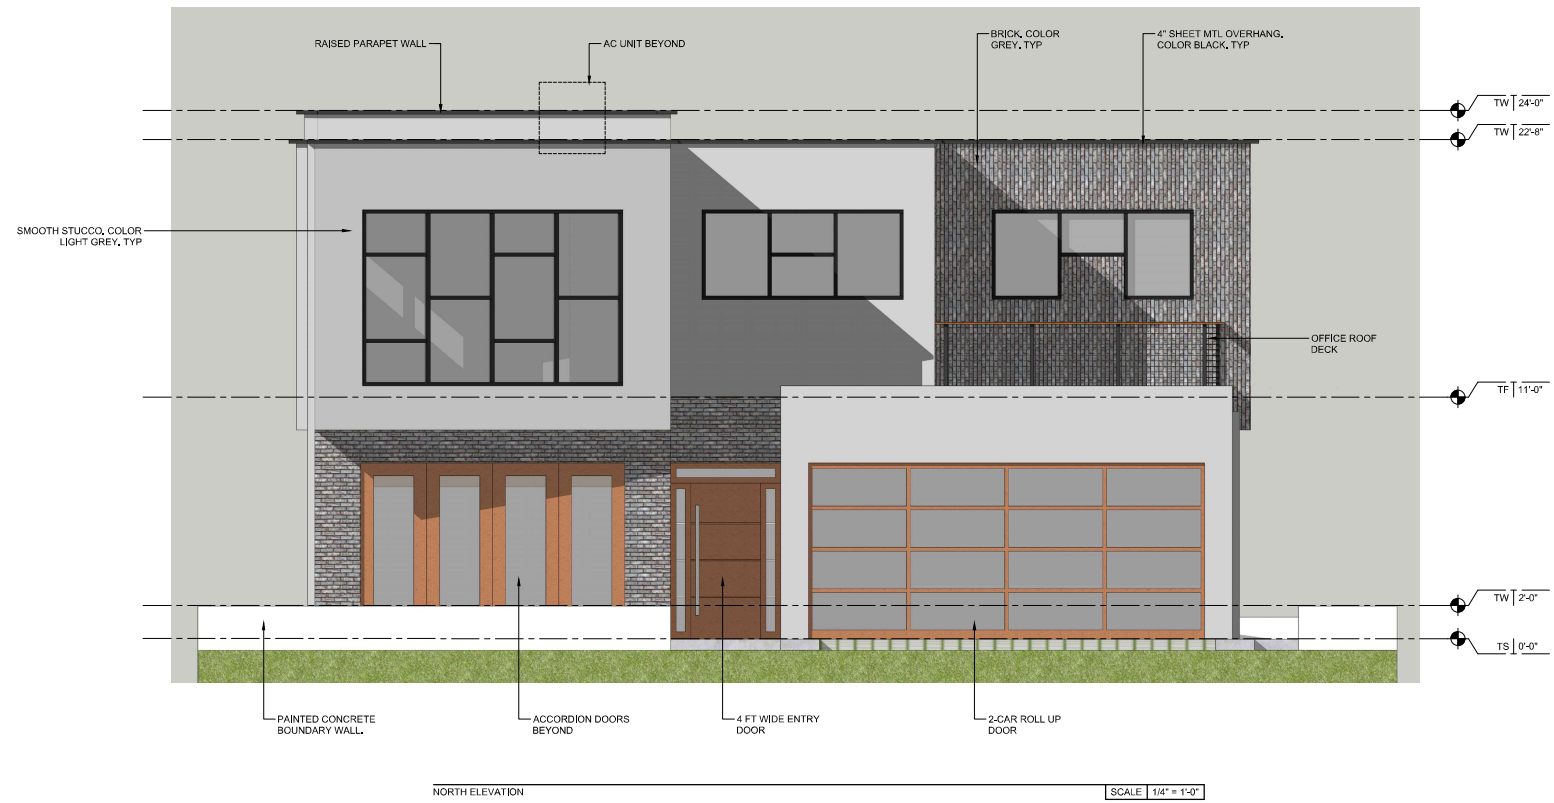 RAISED PARAPET WALL
AC UNIT BEYOND
BRICK, COLOR
GREY, TYP
4" SHEET MTL OVERHANG,
COLOR BLACK, TYP
TW 24'-0"
TW 22'-8"
SMOOTH STUCCO, COLOR
LIGHT GREY, TYP
OFFICE ROOF
DECK
TF 11'-0"
TW 2'-0"
TS 0'-0"
PAINTED CONCRETE
BOUNDARY WALL.
ACCORDION DOORS
BEYOND
4 FT WIDE ENTRY
DOOR
2-CAR ROLL UP
DOOR
NORTH ELEVATION
SCALE 1/4" = 1'-0"